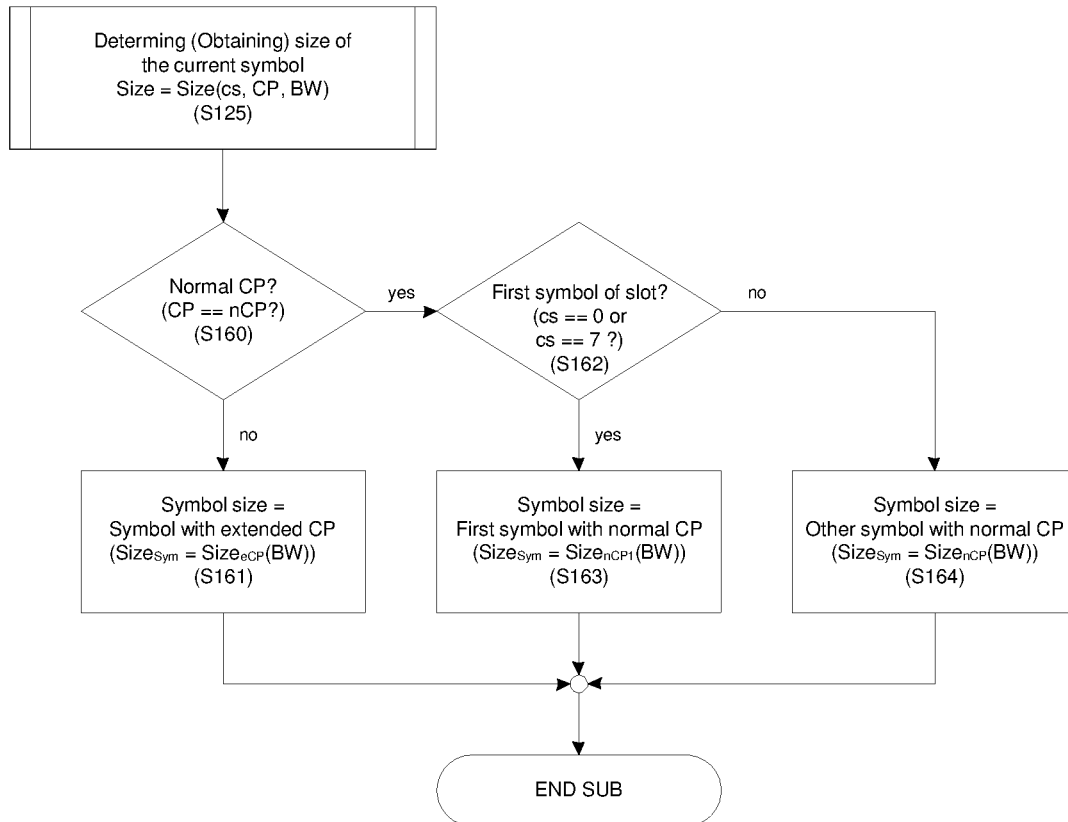 Determing (Obtaining) size of
the current symbol
Size = Size(cs, CP, BW)
(S125)
Normal CP?
(CP == nCP?)
(S160)
yes
First symbol of slot?
(cs == 0 or
cs == 7 ?)
(S162)
no
no
yes
Symbol size =
Symbol with extended CP
(SizeSym = SizeeCP(BW))
(S161)
Symbol size =
First symbol with normal CP
(SizeSym = SizenCP1(BW))
(S163)
Symbol size =
Other symbol with normal CP
(SizeSym = SizenCP(BW))
(S164)
END SUB